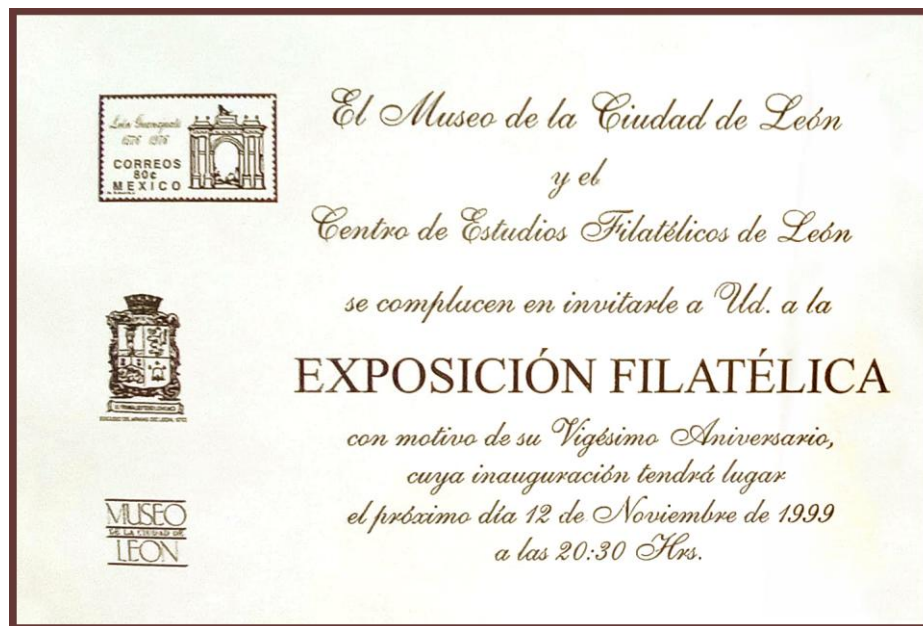 León Guanajuato
1576 1976
CORREOS
80¢
MEXICO
El Museo de la Ciudad de León
y el
Centro de Estudios Filatélicos de León
se complacen en invitarle a Ud. a la
EXPOSICIÓN FILATÉLICA
con motivo de su Vigésimo Aniversario,
cuya inauguración tendrá lugar
el próximo día 12 de Noviembre de 1999
a las 20:30 Hrs.
MUSEO
DE LA CIUDAD DE
LEON